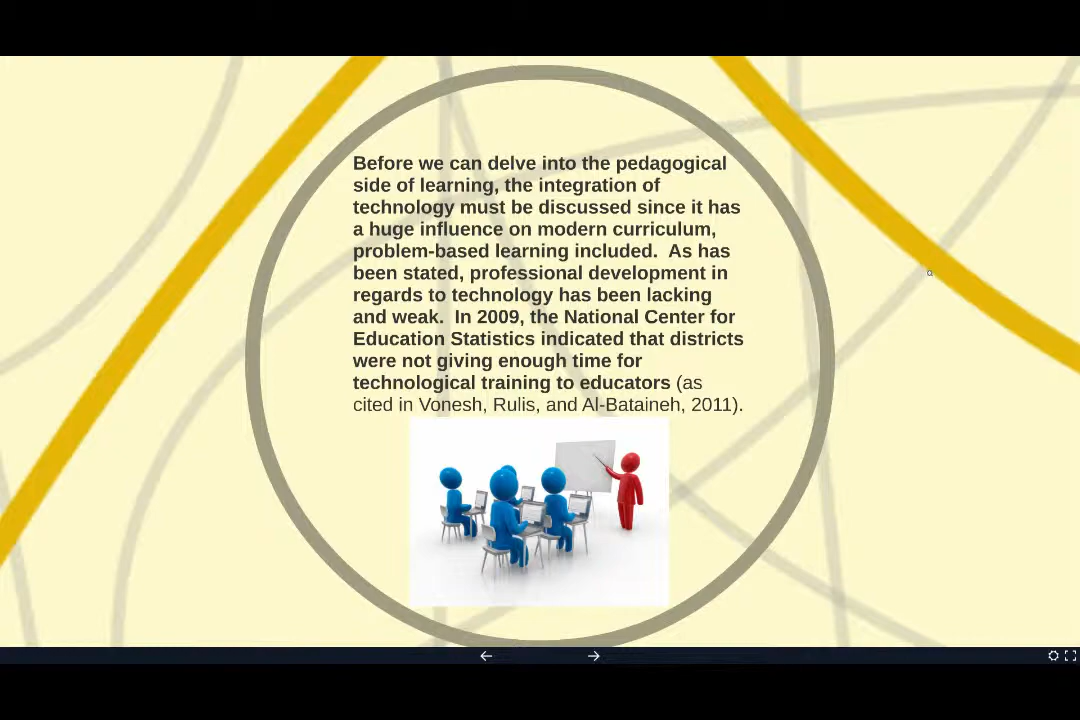 Before we can delve into the pedagogical
side of learning, the integration of
technology must be discussed since it has
a huge influence on modern curriculum,
problem-based learning included.  As has
been stated, professional development in
regards to technology has been lacking
and weak.  In 2009, the National Center for
Education Statistics indicated that districts
were not giving enough time for
technological training to educators (as
cited in Vonesh, Rulis, and Al-Bataineh, 2011).